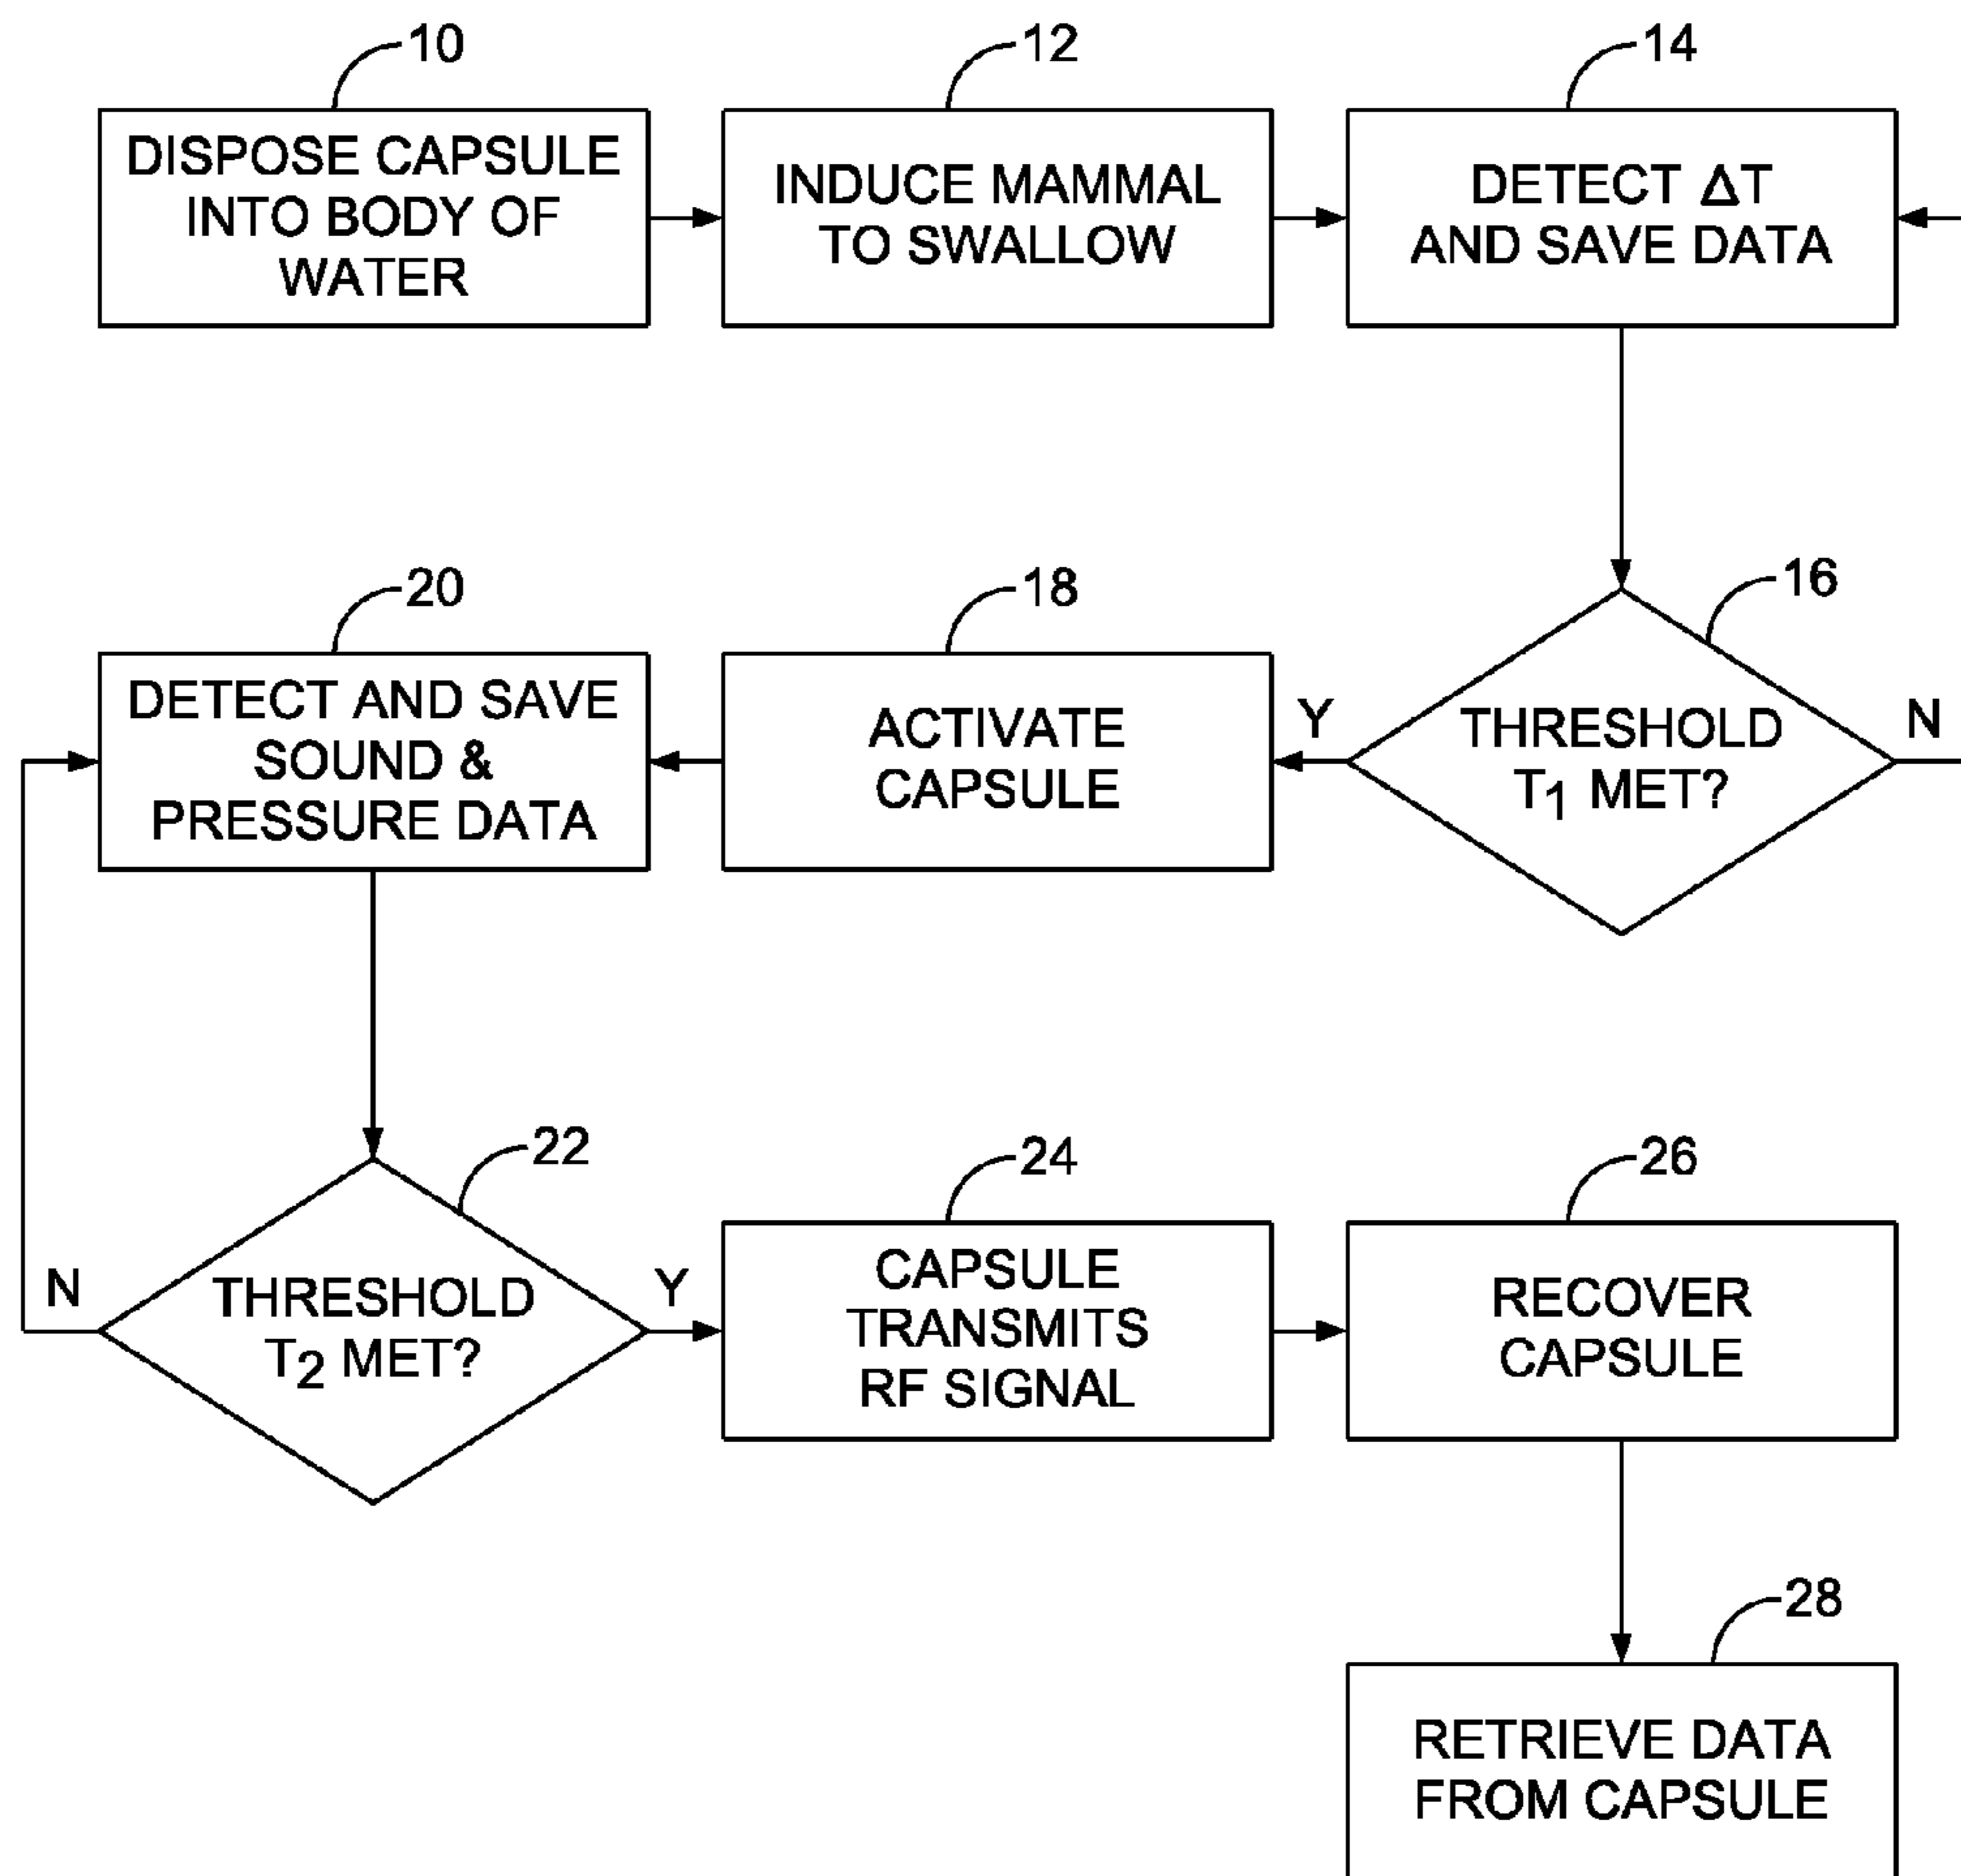 10
DISPOSE CAPSULE
INTO BODY OF
WATER
12
INDUCE MAMMAL
TO SWALLOW
14
DETECT ΔT
AND SAVE DATA
16
THRESHOLD
T₁ MET?
Y
N
18
ACTIVATE
CAPSULE
20
DETECT AND SAVE
SOUND &
PRESSURE DATA
22
THRESHOLD
T₂ MET?
N
Y
24
CAPSULE
TRANSMITS
RF SIGNAL
26
RECOVER
CAPSULE
28
RETRIEVE DATA
FROM CAPSULE